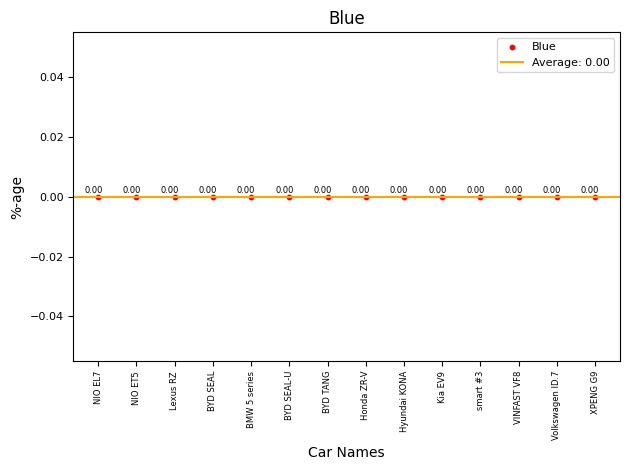 Blue
Blue
Average: 0.00
0.04
0.02
0.00
−0.02
−0.04
%-age
0.00 0.00 0.00 0.00 0.00 0.00 0.00 0.00 0.00 0.00 0.00 0.00 0.00 0.00
NIO EL7
NIO ET5
Lexus RZ
BYD SEAL
BMW 5 series
BYD SEAL-U
BYD TANG
Honda ZR-V
Hyundai KONA
Kia EV9
smart #3
VINFAST VF8
Volkswagen ID.7
XPENG G9
Car Names